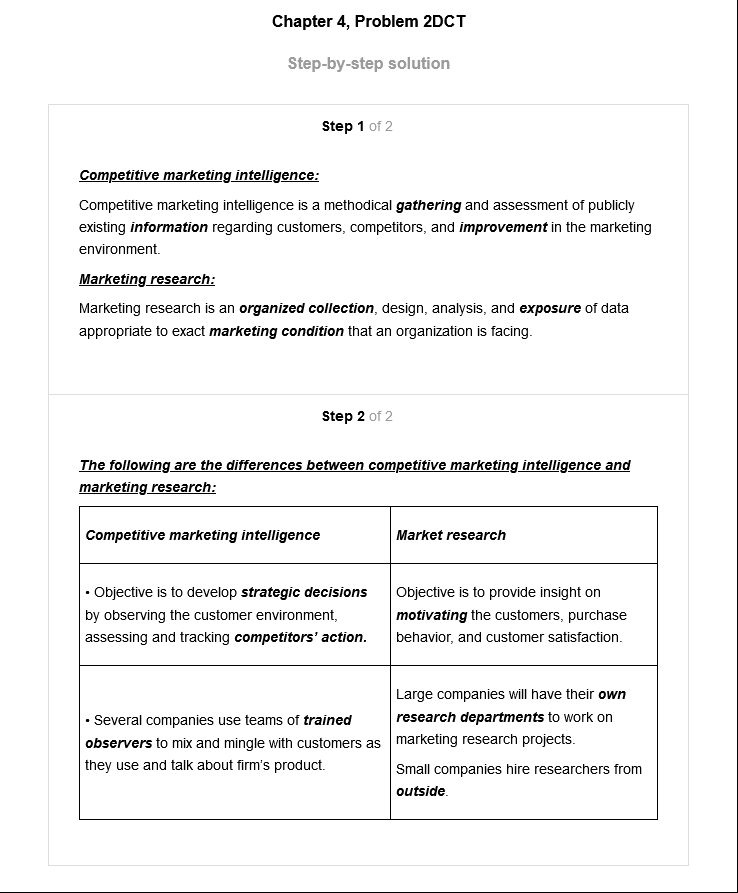 Chapter 4, Problem 2DCT
Step-by-step solution
Step 1 of 2
Competitive marketing intelligence:
Competitive marketing intelligence is a methodical gathering and assessment of publicly
existing information regarding customers, competitors, and improvement in the marketing
environment.
Marketing research:
Marketing research is an organized collection, design, analysis, and exposure of data
appropriate to exact marketing condition that an organization is facing.
Step 2 of 2
The following are the differences between competitive marketing intelligence and
marketing research:
Competitive marketing intelligence
Market research
• Objective is to develop strategic decisions
by observing the customer environment,
assessing and tracking competitors' action.
Objective is to provide insight on
motivating the customers, purchase
behavior, and customer satisfaction.
• Several companies use teams of trained
observers to mix and mingle with customers as
they use and talk about firm's product.
Large companies will have their own
research departments to work on
marketing research projects.
Small companies hire researchers from
outside.